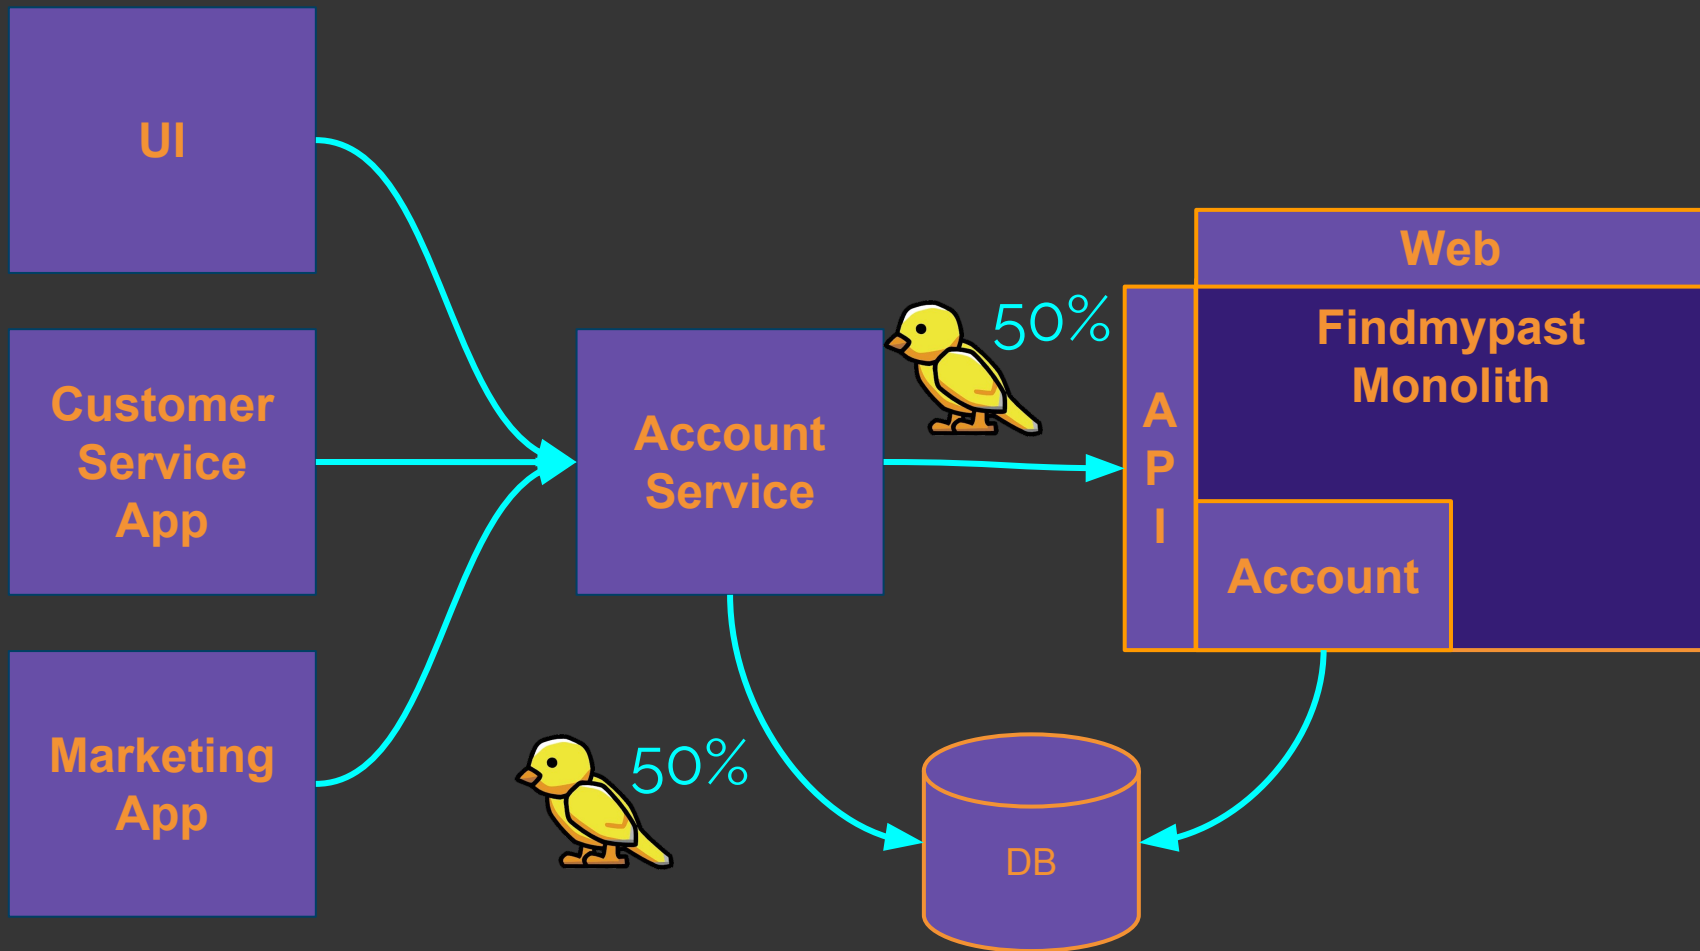 UI
Customer
Service
App
Marketing
App
Account
Service
50%
50%
Web
Findmypast
Monolith
A
P
I
Account
DB